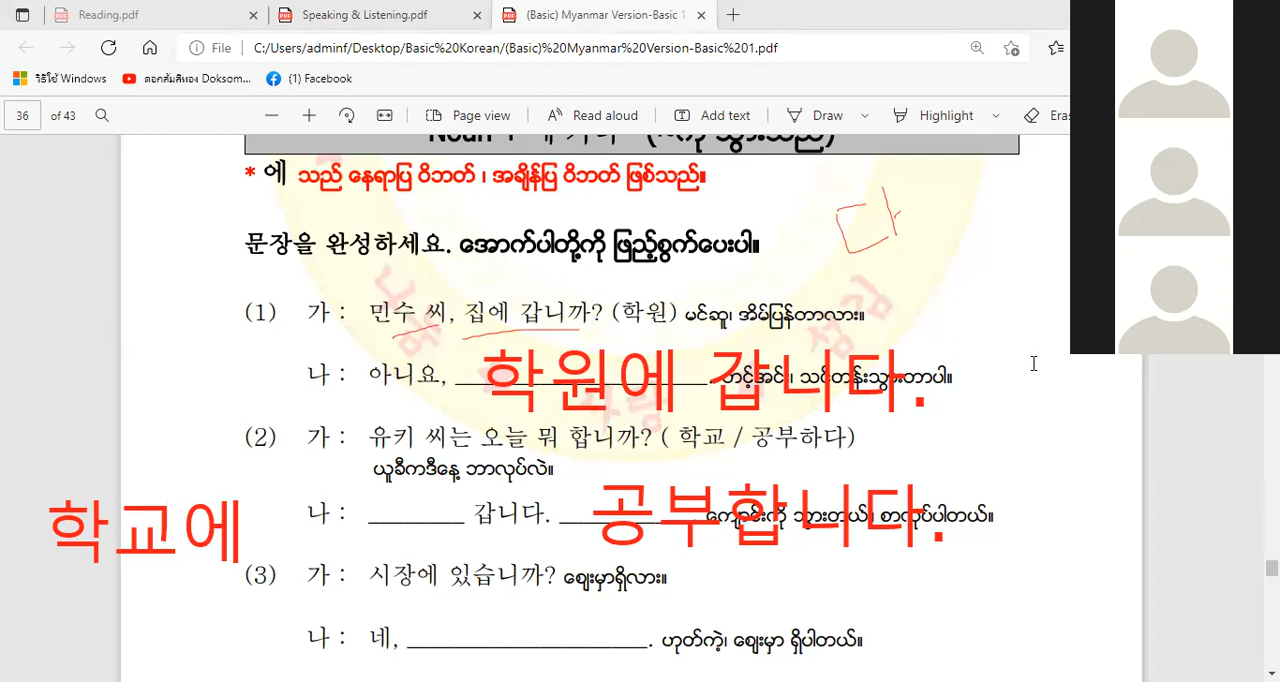 Reading.pdf
Speaking & Listening.pdf
(Basic) Myanmar Version-Basic 1
File
C:/Users/adminf/Desktop/Basic%20Korean/(Basic)%20Myanmar%20Version-Basic%201.pdf
วิธีใช้ Windows
ดอกสัมติทอง Doksom...
(1) Facebook
36 of 43
Page view
Read aloud
Add text
Draw
Highlight
Eras
* 에 သည် နေရာပြ ဝိဘတ် ၊ အချိန်ပြ ဝိဘတ် ဖြစ်သည်။
다
문장을 완성하세요. အောက်ပါတို့ကို ဖြည့်စွက်ပေးပါ။
(1) 가 : 민수 씨, 집에 갑니까? (학원) မင်ဆူ၊ အိမ်ပြန်တာလား။
나 : 아니요, 학원에 갑니다. ဟင့်အင်း၊ သင်တန်းသွားတာပါ။
(2) 가 : 유키 씨는 오늘 뭐 합니까? ( 학교 / 공부하다)
ယူခီကဒီနေ့ ဘာလုပ်လဲ။
학교에
나 : ________ 갑니다. 공부합니다. ကျောင်းကို သွားတယ်၊ စာလုပ်ပါတယ်။
(3) 가 : 시장에 있습니까? ဈေးမှာရှိလား။
나 : 네, ____________________. ဟုတ်ကဲ့၊ ဈေးမှာ ရှိပါတယ်။